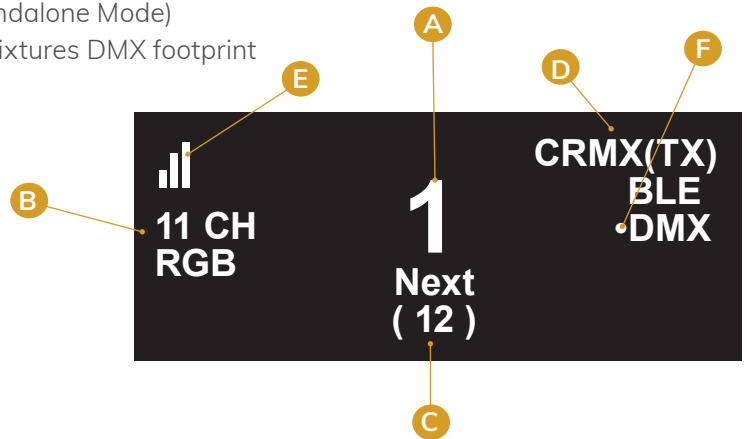 ndalone Mode)
ixtures DMX footprint
A
F
D
E
B
CRMX(TX)
BLE
•DMX
1
11 CH
RGB
Next
( 12 )
C